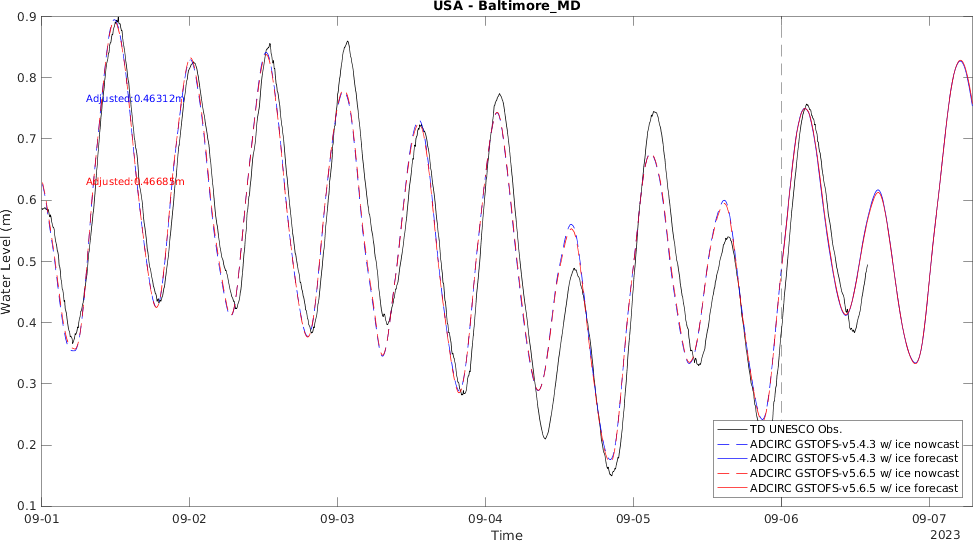 USA - Baltimore_MD
0.9
0.8
0.7
0.6
0.5
0.4
0.3
0.2
0.1
Water Level (m)
Adjusted:0.46312m
Adjusted:0.46685m
TD UNESCO Obs.
ADCIRC GSTOFS-v5.4.3 w/ ice nowcast
ADCIRC GSTOFS-v5.4.3 w/ ice forecast
ADCIRC GSTOFS-v5.6.5 w/ ice nowcast
ADCIRC GSTOFS-v5.6.5 w/ ice forecast
09-01 09-02 09-03 09-04 09-05 09-06 09-07
Time
2023